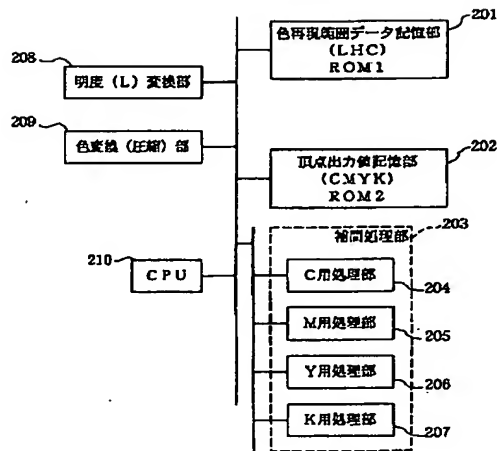 201
色再現範囲データ記憶部
(LHC)
ROM1
208
明度(L)変換部
209
色変換(圧縮)部
202
頂点出力値記憶部
(CMYK)
ROM2
補間処理部
203
210
CPU
C用処理部
204
M用処理部
205
Y用処理部
206
K用処理部
207